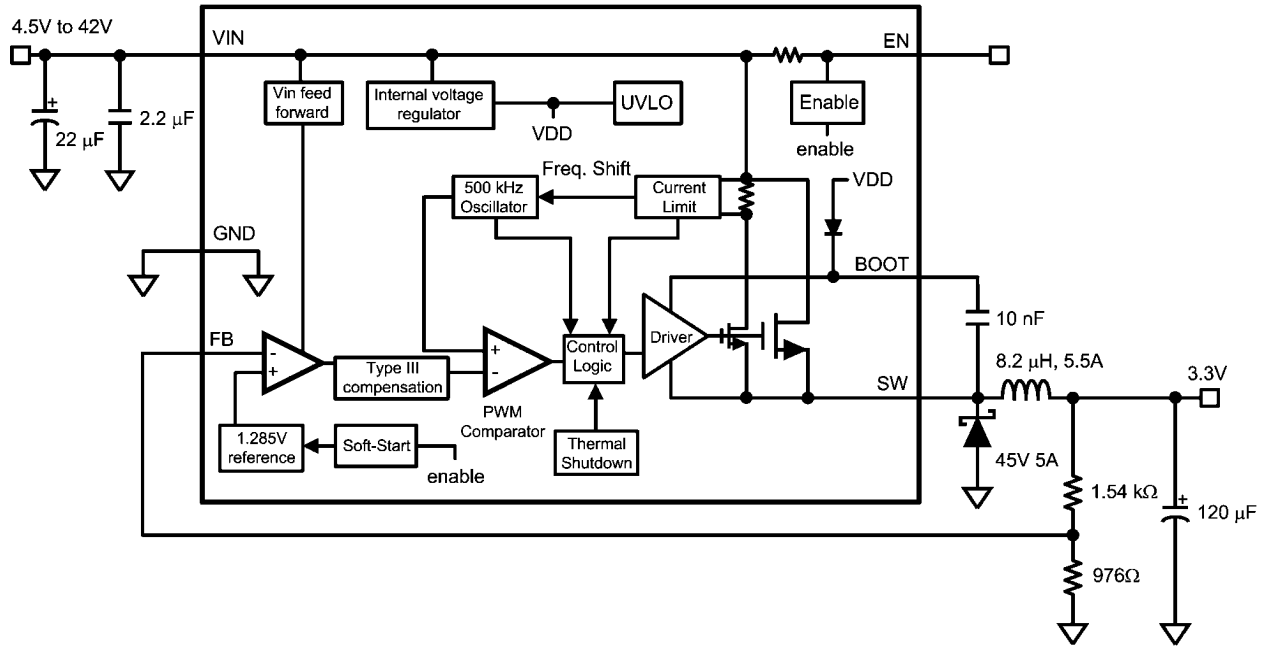 4.5V to 42V
VIN
EN
Vin feed
forward
Internal voltage
regulator
UVLO
VDD
Enable
enable
+
22 µF
2.2 µF
Freq. Shift
500 kHz
Oscillator
Current
Limit
VDD
GND
BOOT
10 nF
FB
-
+
Type III
compensation
+
-
PWM
Comparator
Control
Logic
Driver
SW
8.2 µH, 5.5A
3.3V
1.285V
reference
Soft-Start
enable
Thermal
Shutdown
45V 5A
1.54 kΩ
+
120 µF
976Ω